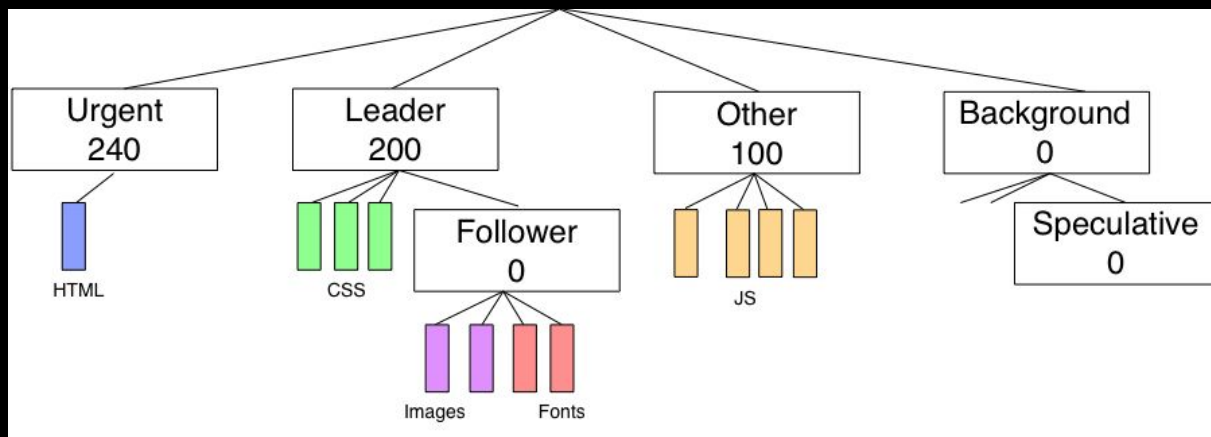 Urgent
240
Leader
200
Other
100
Background
0
Follower
0
Speculative
0
HTML
CSS
JS
Images
Fonts